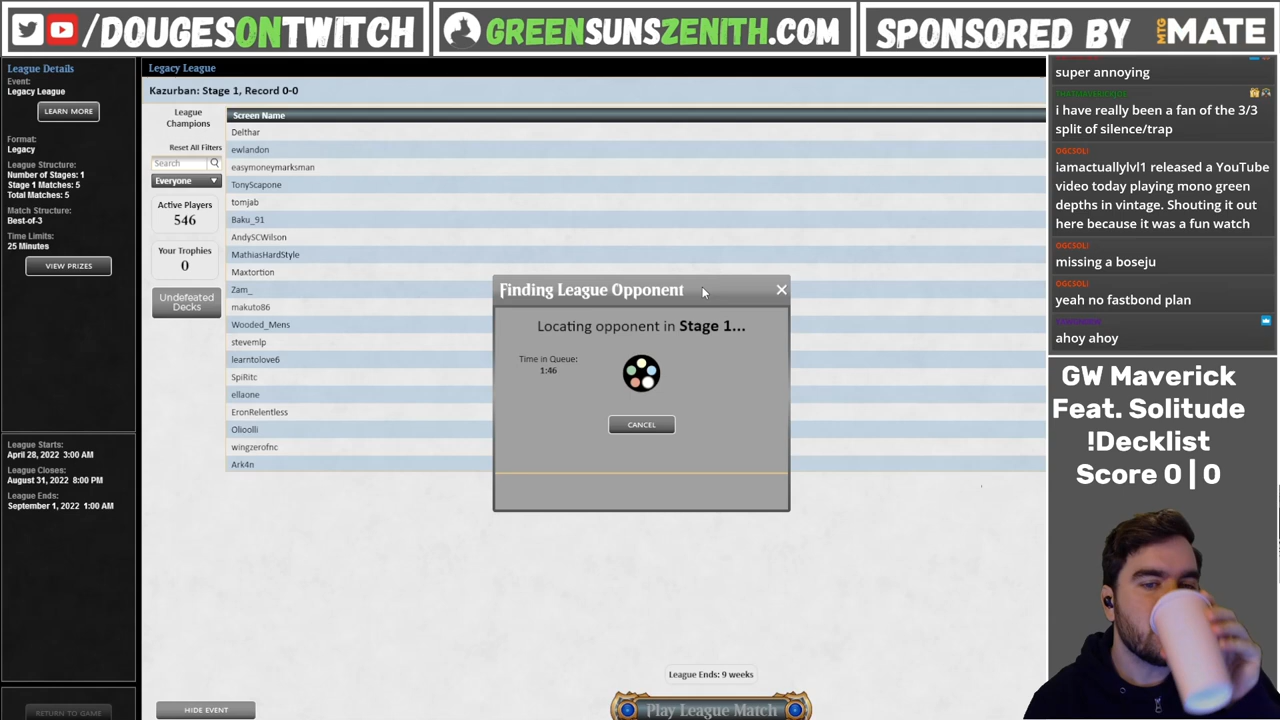 /DOUGESONTWITCH
GREENSUNSZENITH.COM
SPONSORED BY MTG MATE
League Details
Event:
Legacy League
LEARN MORE
Format:
Legacy
League Structure:
Number of Stages: 1
Stage 1 Matches: 5
Total Matches: 5
Match Structure:
Best-of-3
Time Limits:
25 Minutes
VIEW PRIZES
League Starts:
April 28, 2022 3:00 AM
League Closes:
August 31, 2022 8:00 PM
League Ends:
September 1, 2022 1:00 AM
RETURN TO GAME
Legacy League
Kazurban: Stage 1, Record 0-0
League
Champions
Reset All Filters
Search
Everyone
Active Players
546
Your Trophies
0
Undefeated
Decks
Screen Name
Delthar
ewlandon
easymoneymarksman
TonyScapone
tomjab
Baku_91
AndySCWilson
MathiasHardStyle
Maxtortion
Zam_
makuto86
Wooded_Mens
stevemlp
learntolove6
SpiRitc
ellaone
EronRelentless
Olioolli
wingzerofnc
Ark4n
Finding League Opponent
Locating opponent in Stage 1...
Time in Queue:
1:46
CANCEL
League Ends: 9 weeks
HIDE EVENT
Play League Match
super annoying
i have really been a fan of the 3/3
split of silence/trap
OGCSOLI
iamactuallylvl1 released a YouTube
video today playing mono green
depths in vintage. Shouting it out
here because it was a fun watch
OGCSOLI
missing a boseju
OGCSOLI
yeah no fastbond plan
ahoy ahoy
GW Maverick
Feat. Solitude
!Decklist
Score 0 | 0